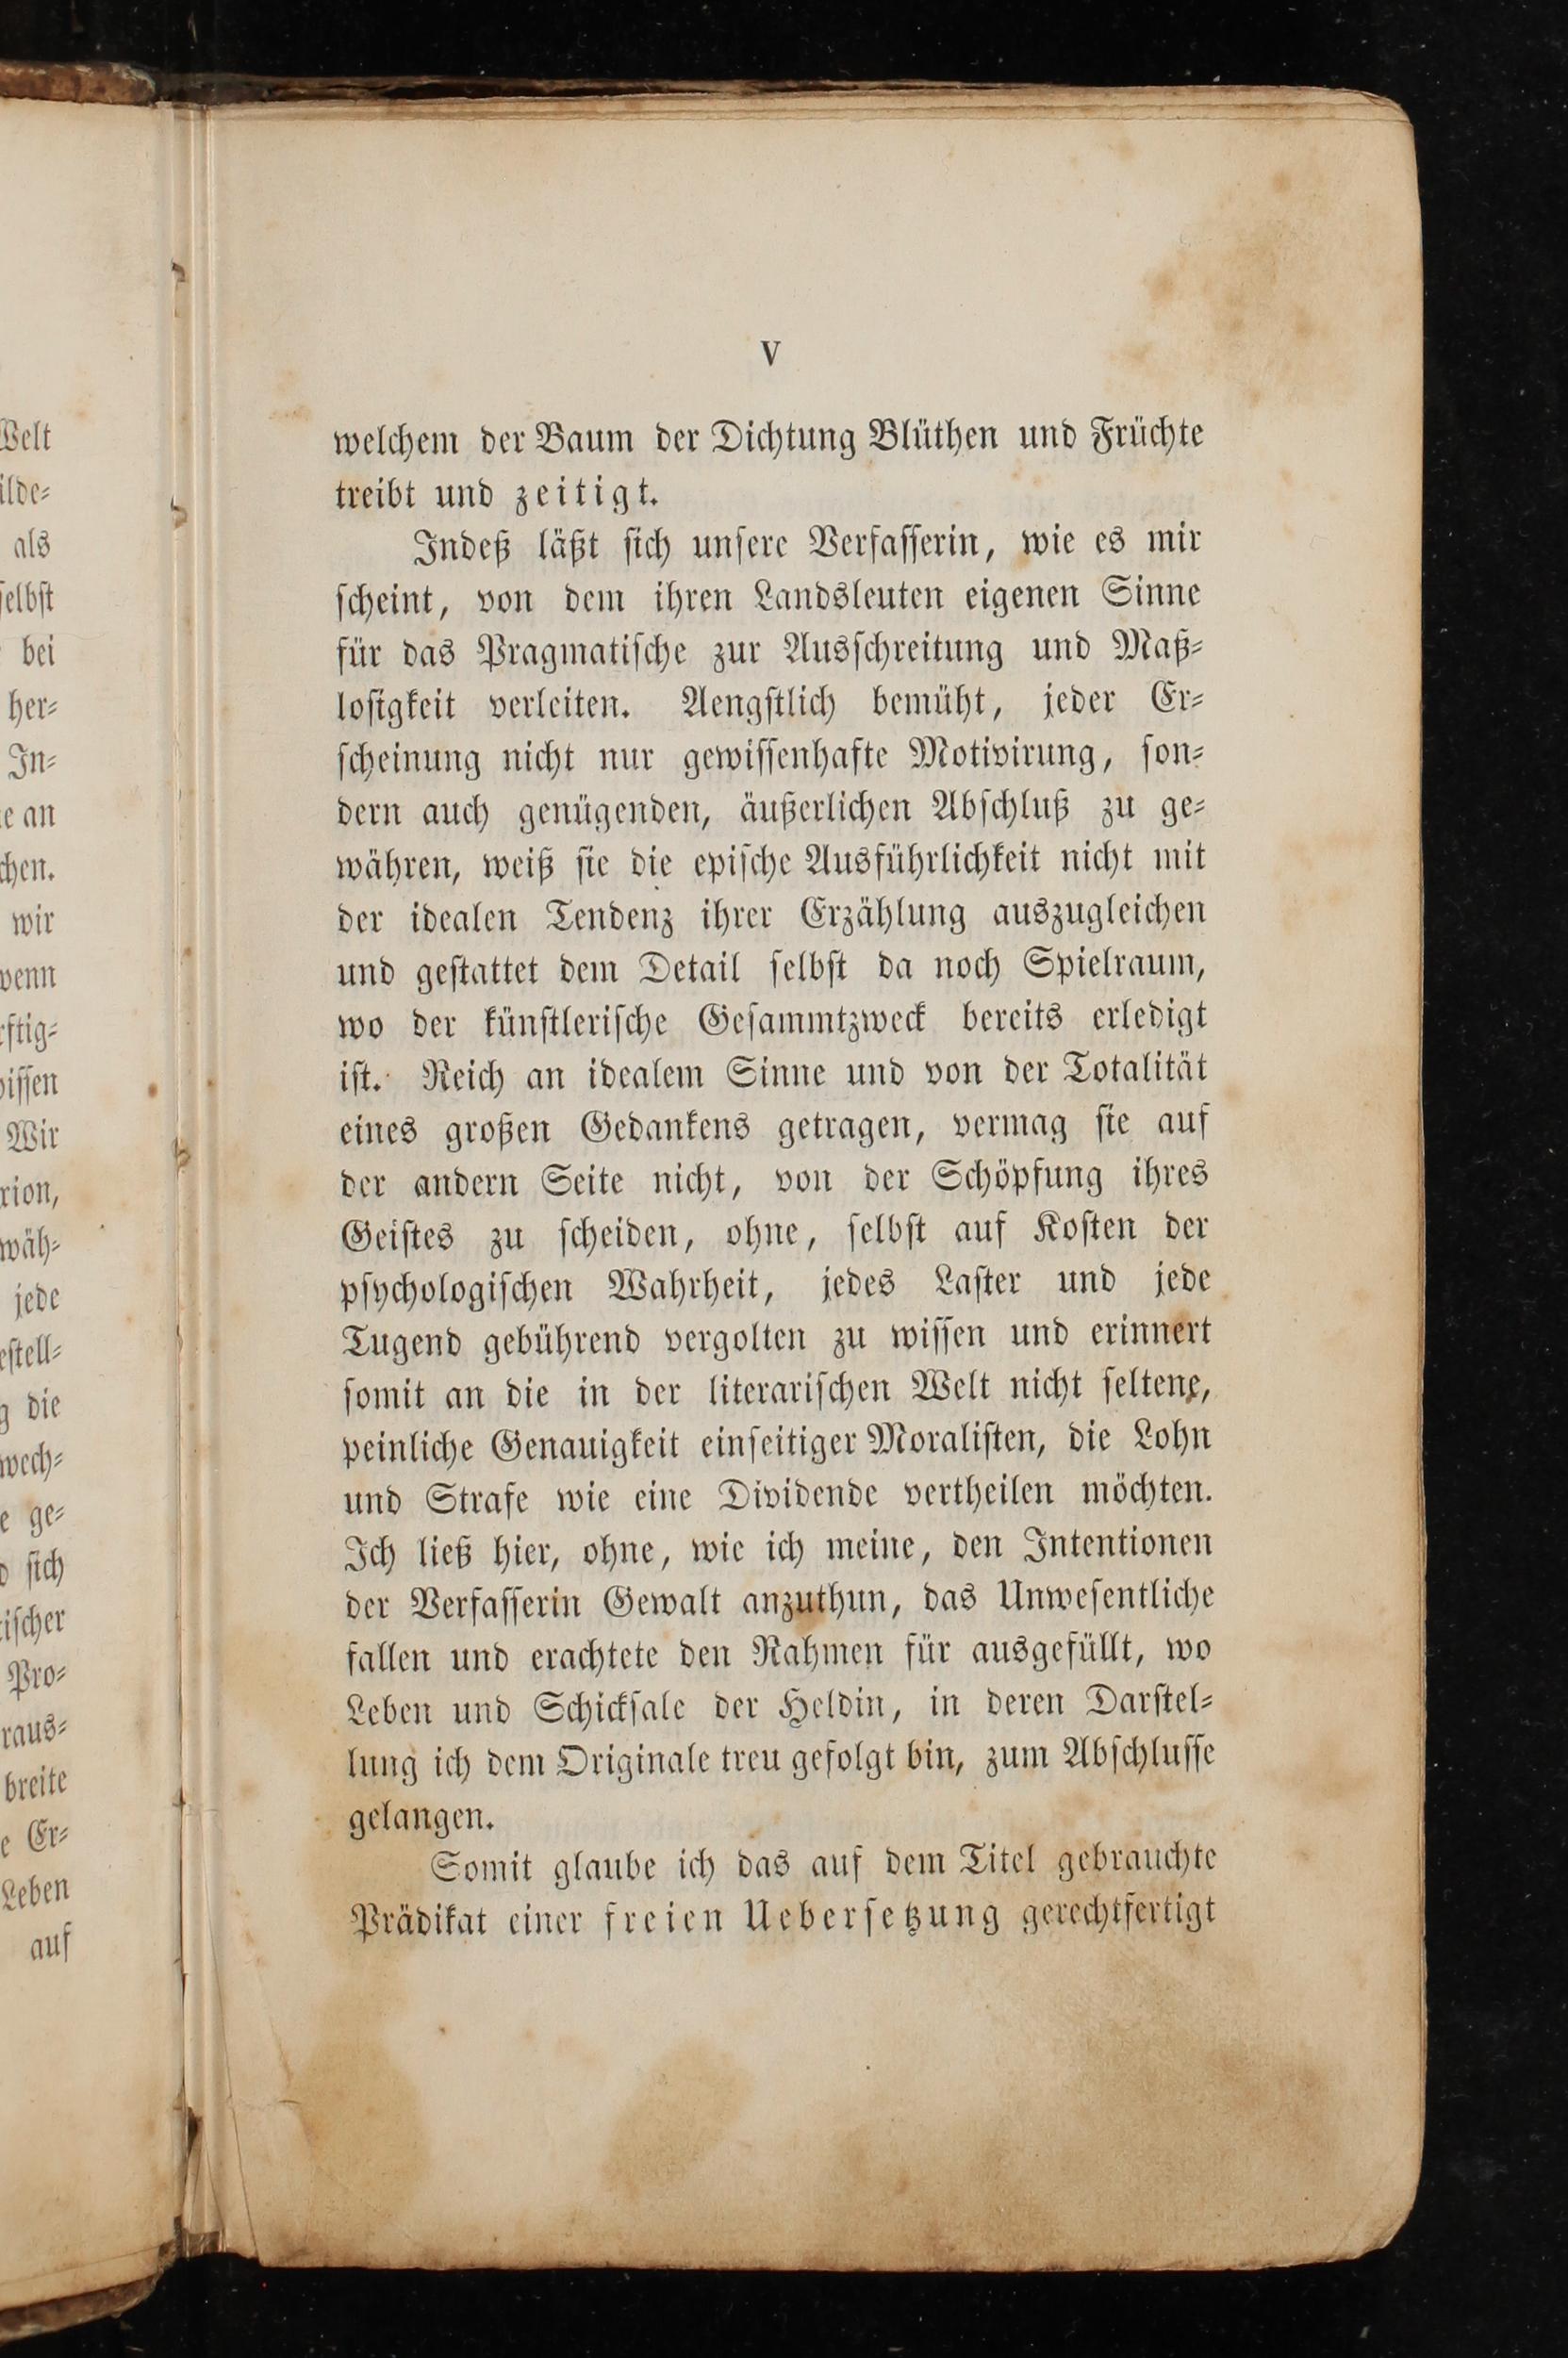 V
welchem der Baum der Dichtung Blüthen und Früchte
treibt und zeitigt.
Indeß läßt sich unsere Verfasserin, wie es mir
scheint, von dem ihren Landsleuten eigenen Sinne
für das Pragmatische zur Ausschreitung und Maß-
losigkeit verleiten. Aengstlich bemüht, jeder Er-
scheinung nicht nur gewissenhafte Motivirung, son-
dern auch genügenden, äußerlichen Abschluß zu ge-
währen, weiß sie die epische Ausführlichkeit nicht mit
der idealen Tendenz ihrer Erzählung auszugleichen
und gestattet dem Detail selbst da noch Spielraum,
wo der künstlerische Gesammtzweck bereits erledigt
ist. Reich an idealem Sinne und von der Totalität
eines großen Gedankens getragen, vermag sie auf
der andern Seite nicht, von der Schöpfung ihres
Geistes zu scheiden, ohne, selbst auf Kosten der
psychologischen Wahrheit, jedes Laster und jede
Tugend gebührend vergolten zu wissen und erinnert
somit an die in der literarischen Welt nicht seltene,
peinliche Genauigkeit einseitiger Moralisten, die Lohn
und Strafe wie eine Dividende vertheilen möchten.
Ich ließ hier, ohne, wie ich meine, den Intentionen
der Verfasserin Gewalt anzuthun, das Unwesentliche
fallen und erachtete den Rahmen für ausgefüllt, wo
Leben und Schicksale der Heldin, in deren Darstel-
lung ich dem Originale treu gefolgt bin, zum Abschlusse
gelangen.
Somit glaube ich das auf dem Titel gebrauchte
Prädikat einer freien Uebersetzung gerechtfertigt